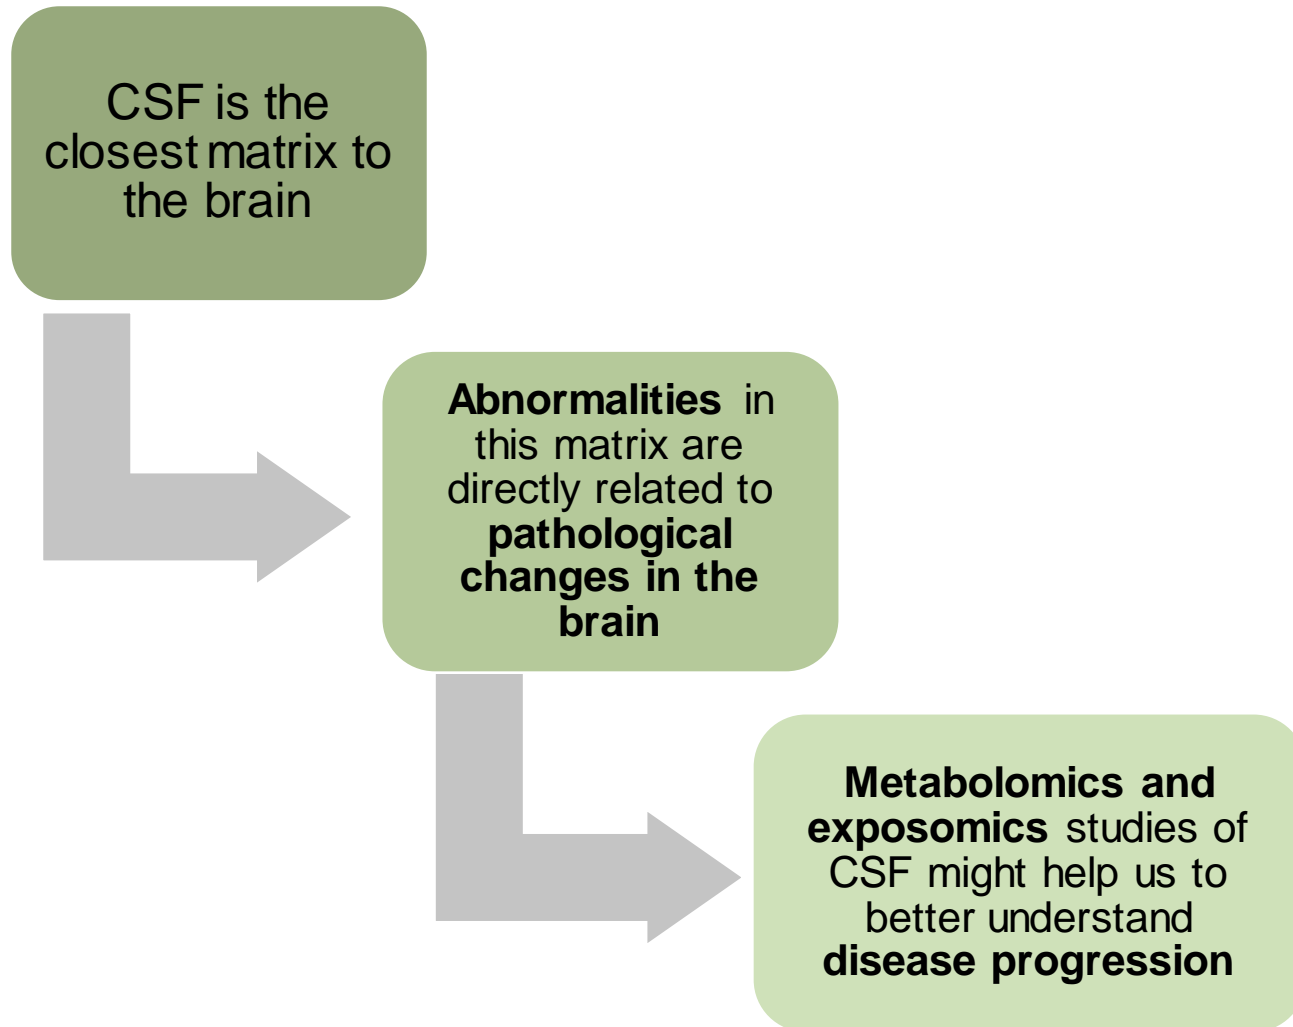 CSF is the
closest matrix to
the brain
Abnormalities in
this matrix are
directly related to
pathological
changes in the
brain
Metabolomics and
exposomics studies of
CSF might help us to
better understand
disease progression